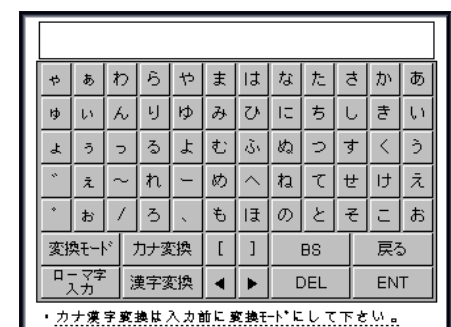 ゃ ぁ わ ら や ま は な た さ か あ
ゅ ぃ ん り ゆ み ひ に ち し き い
ょ ぅ っ る よ む ふ ぬ つ す く う
゛ ぇ ～ れ ー め へ ね て せ け え
゜ ぉ / ろ 、 も ほ の と そ こ お
変換ﾓｰﾄﾞ カナ変換 [ ] BS 戻る
ローマ字
入力 漢字変換 ◀ ▶ DEL ENT
・カナ漢字変換は入力前に変換ﾓｰﾄﾞにして下さい。